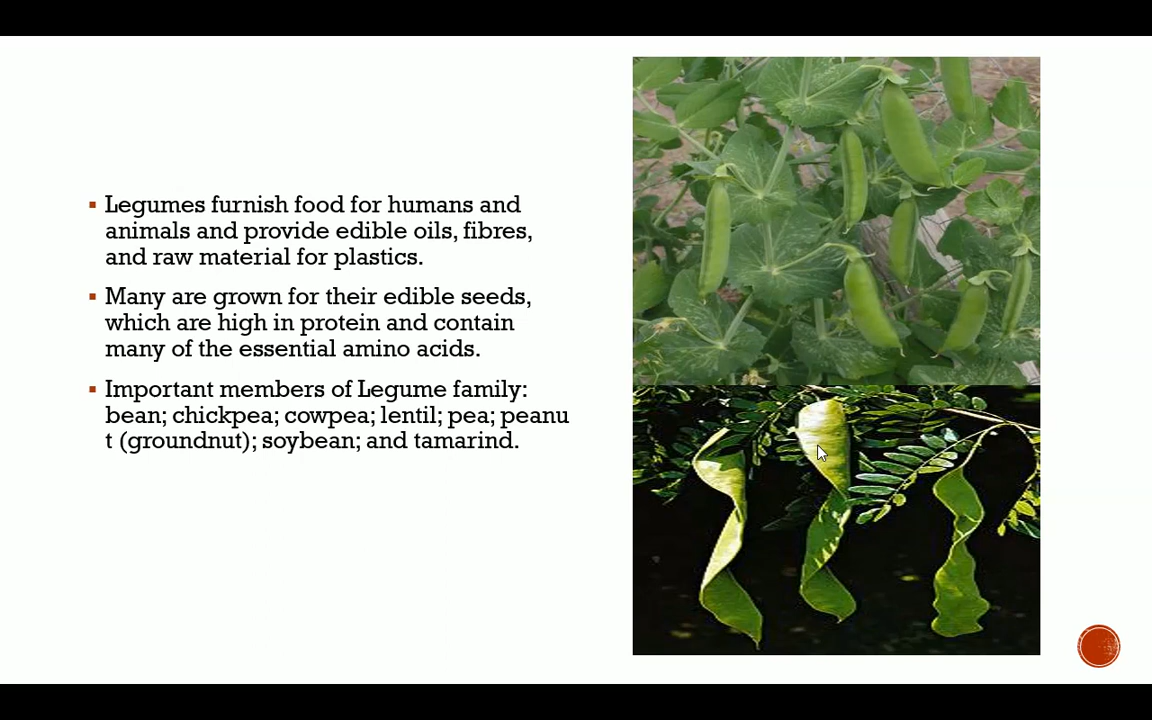 ▪ Legumes furnish food for humans and
animals and provide edible oils, fibres,
and raw material for plastics.
▪ Many are grown for their edible seeds,
which are high in protein and contain
many of the essential amino acids.
▪ Important members of Legume family:
bean; chickpea; cowpea; lentil; pea; peanu
t (groundnut); soybean; and tamarind.